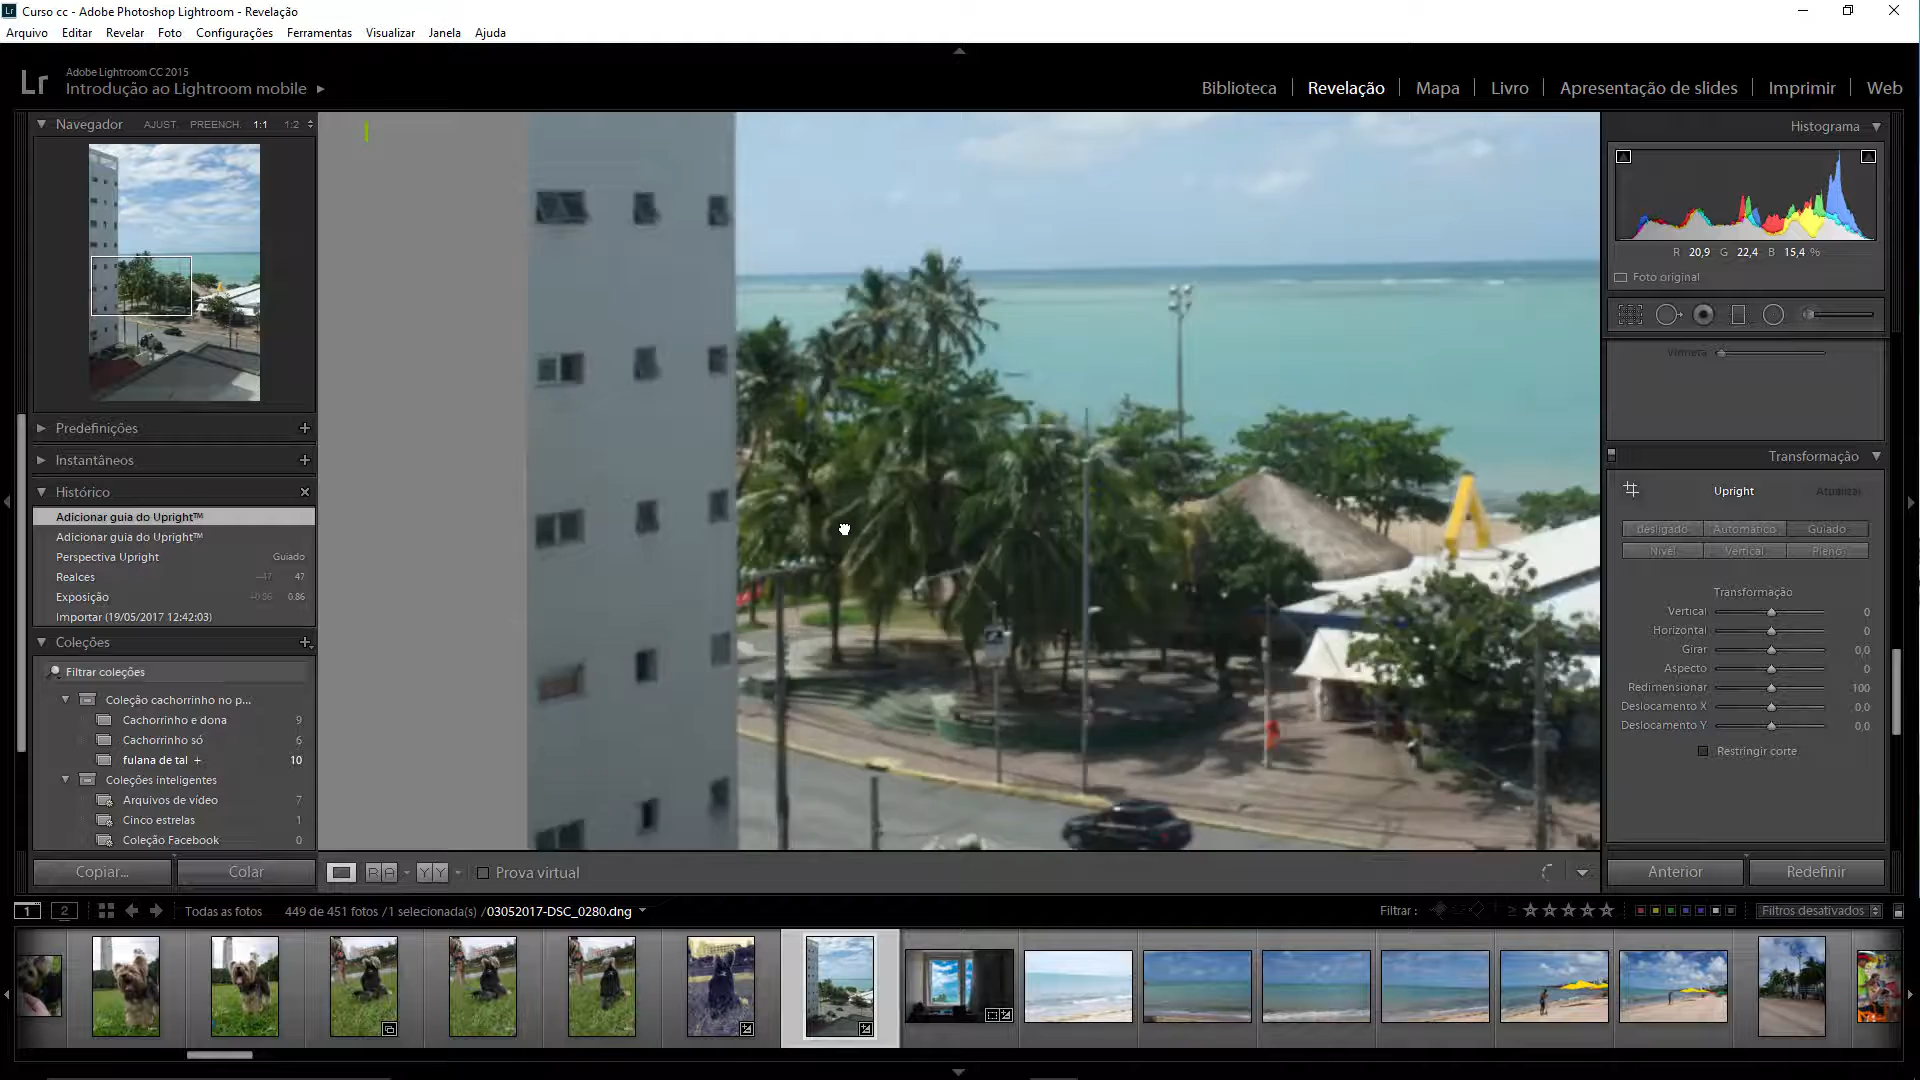 Curso cc - Adobe Photoshop Lightroom - Revelação
Arquivo Editar Revelar Foto Configurações Ferramentas Visualizar Janela Ajuda
Lr
Adobe Lightroom CC 2015
Introdução ao Lightroom mobile
Biblioteca Revelação Mapa Livro Apresentação de slides Imprimir Web
Navegador AJUST. PREENCH. 1:1 1:2
Predefinições
Instantâneos
Histórico
Adicionar guia do Upright™
Adicionar guia do Upright™
Perspectiva Upright Guiado
Realces −47 47
Exposição +0.86 0.86
Importar (19/05/2017 12:42:03)
Coleções
Filtrar coleções
Coleção cachorrinho no p...
Cachorrinho e dona 9
Cachorrinho só 6
fulana de tal + 10
Coleções inteligentes
Arquivos de vídeo 7
Cinco estrelas 1
Coleção Facebook 0
Copiar... Colar
Histograma
R 20,9 G 22,4 B 15,4 %
Foto original
Vinheta
Transformação
Upright Atualizar
desligado Automático Guiado
Nível Vertical Pleno
Transformação
Vertical 0
Horizontal 0
Girar 0,0
Aspecto 0
Redimensionar 100
Deslocamento X 0,0
Deslocamento Y 0,0
Restringir corte
Anterior Redefinir
R A Y Y Prova virtual
1 2 Todas as fotos 449 de 451 fotos /1 selecionada(s) /03052017-DSC_0280.dng
Filtrar : Filtros desativados